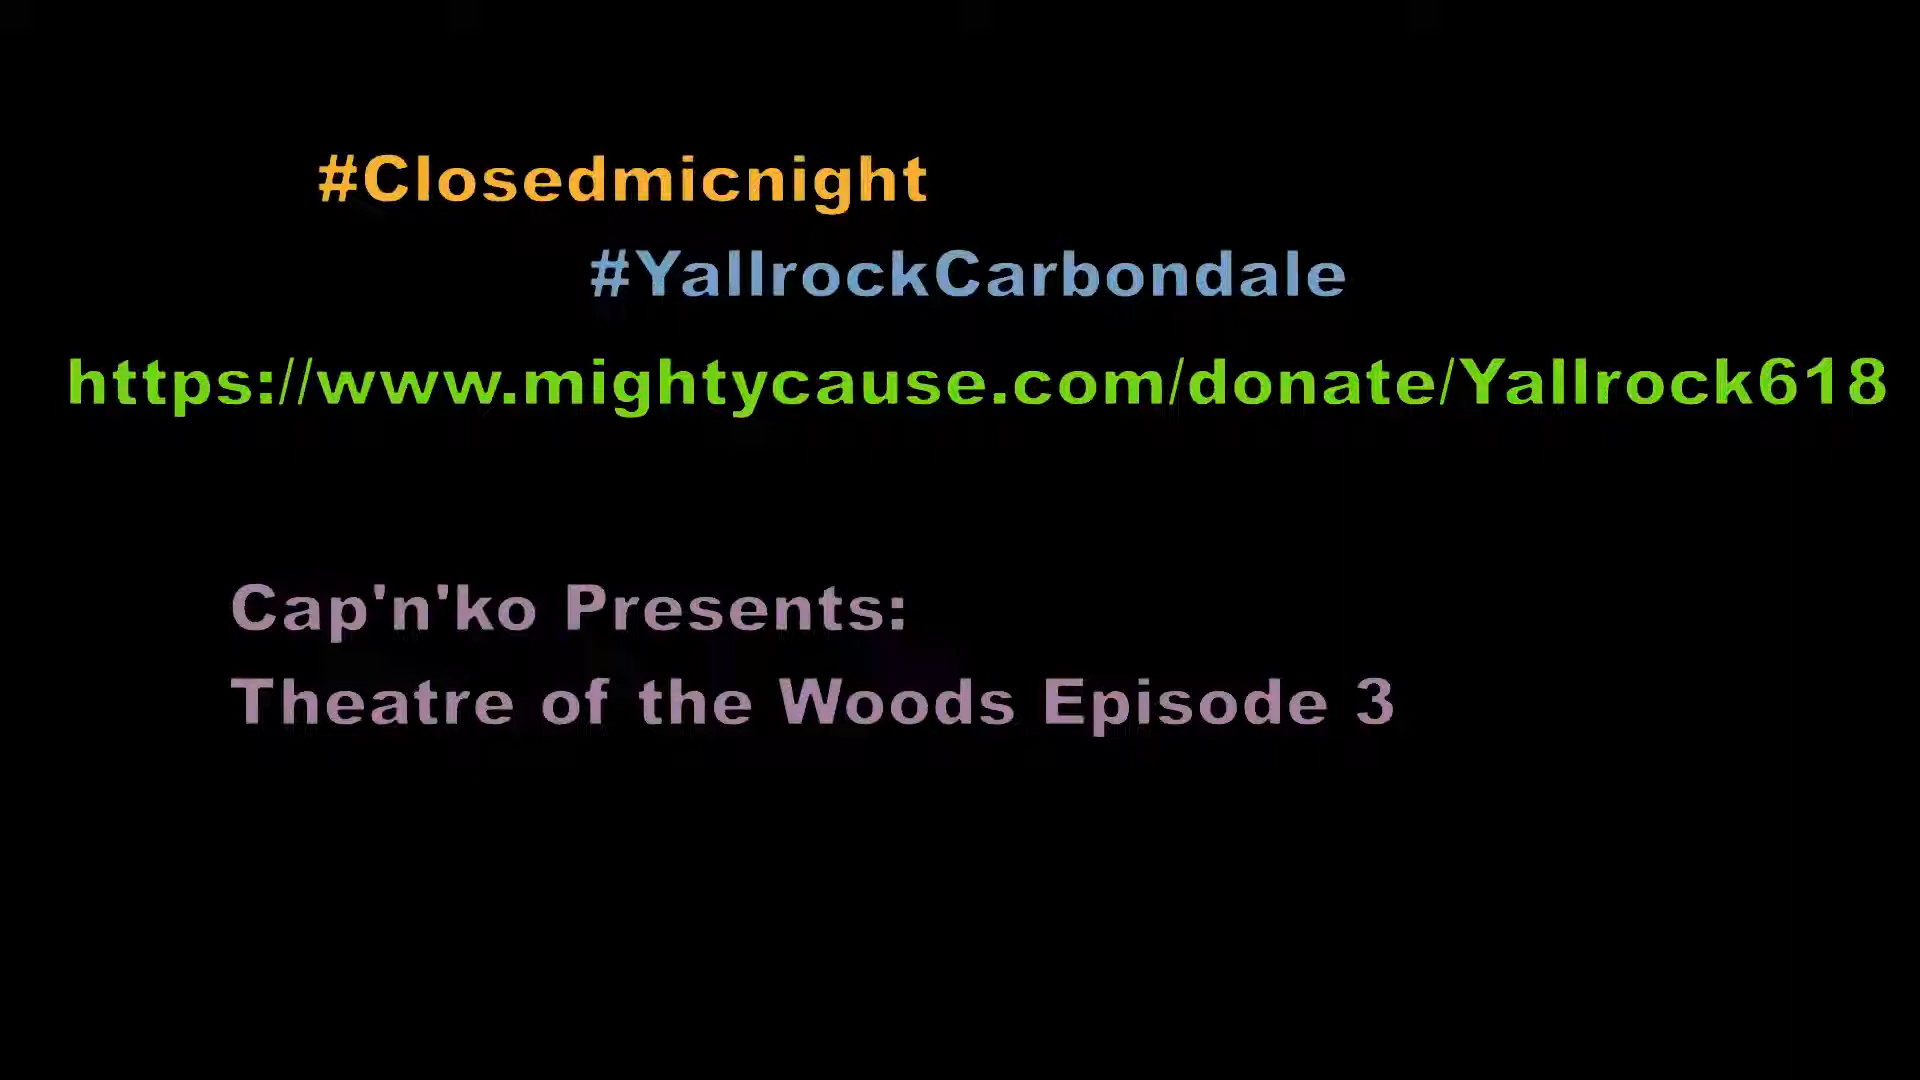 #Closedmicnight
#YallrockCarbondale
https://www.mightycause.com/donate/Yallrock618
Cap'n'ko Presents:
Theatre of the Woods Episode 3